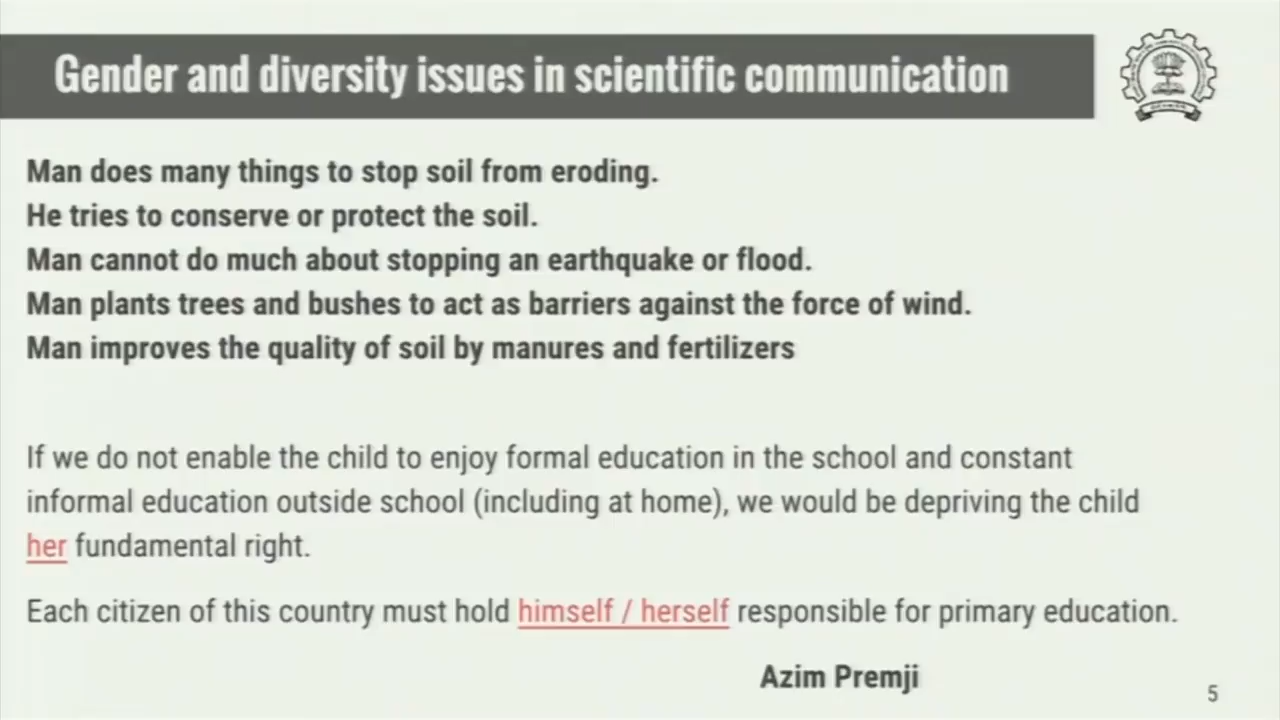 Gender and diversity issues in scientific communication
Man does many things to stop soil from eroding.
He tries to conserve or protect the soil.
Man cannot do much about stopping an earthquake or flood.
Man plants trees and bushes to act as barriers against the force of wind.
Man improves the quality of soil by manures and fertilizers
If we do not enable the child to enjoy formal education in the school and constant
informal education outside school (including at home), we would be depriving the child
her fundamental right.
Each citizen of this country must hold himself / herself responsible for primary education.
Azim Premji
5